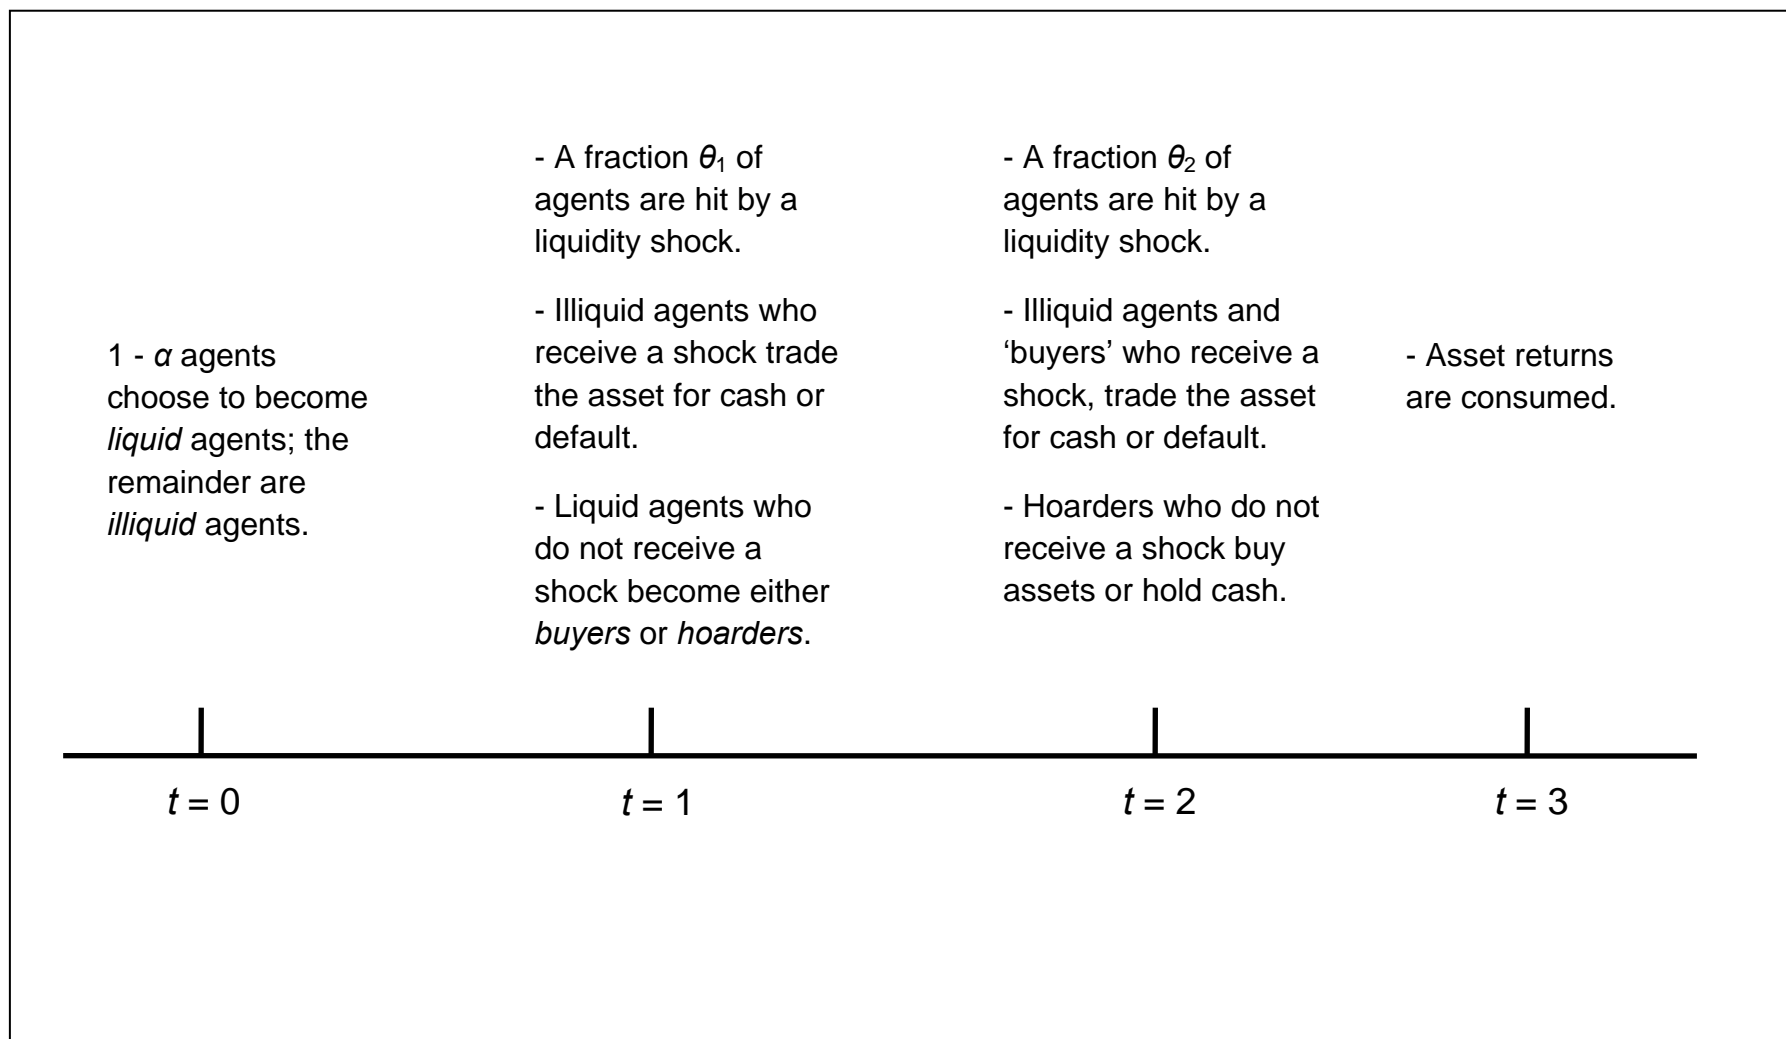 1 - α agents
choose to become
liquid agents; the
remainder are
illiquid agents.
- A fraction θ₁ of
agents are hit by a
liquidity shock.
- Illiquid agents who
receive a shock trade
the asset for cash or
default.
- Liquid agents who
do not receive a
shock become either
buyers or hoarders.
- A fraction θ₂ of
agents are hit by a
liquidity shock.
- Illiquid agents and
‘buyers’ who receive a
shock, trade the asset
for cash or default.
- Hoarders who do not
receive a shock buy
assets or hold cash.
- Asset returns
are consumed.
t = 0
t = 1
t = 2
t = 3